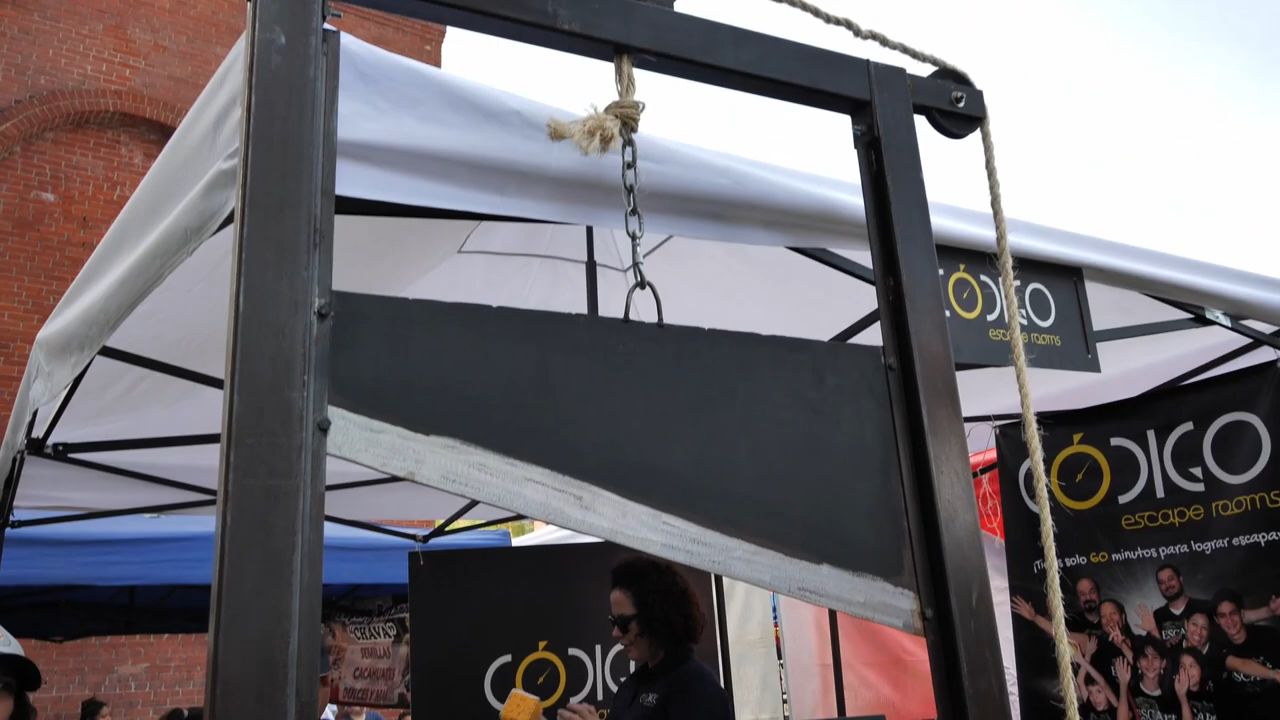 CÓDIGO
escape rooms
CÓDIGO
escape rooms
¡Tienes solo 60 minutos para lograr escapar
"CHAVA"
SEMILLAS
CACAHUATES
DULCES Y
CÓDIGO